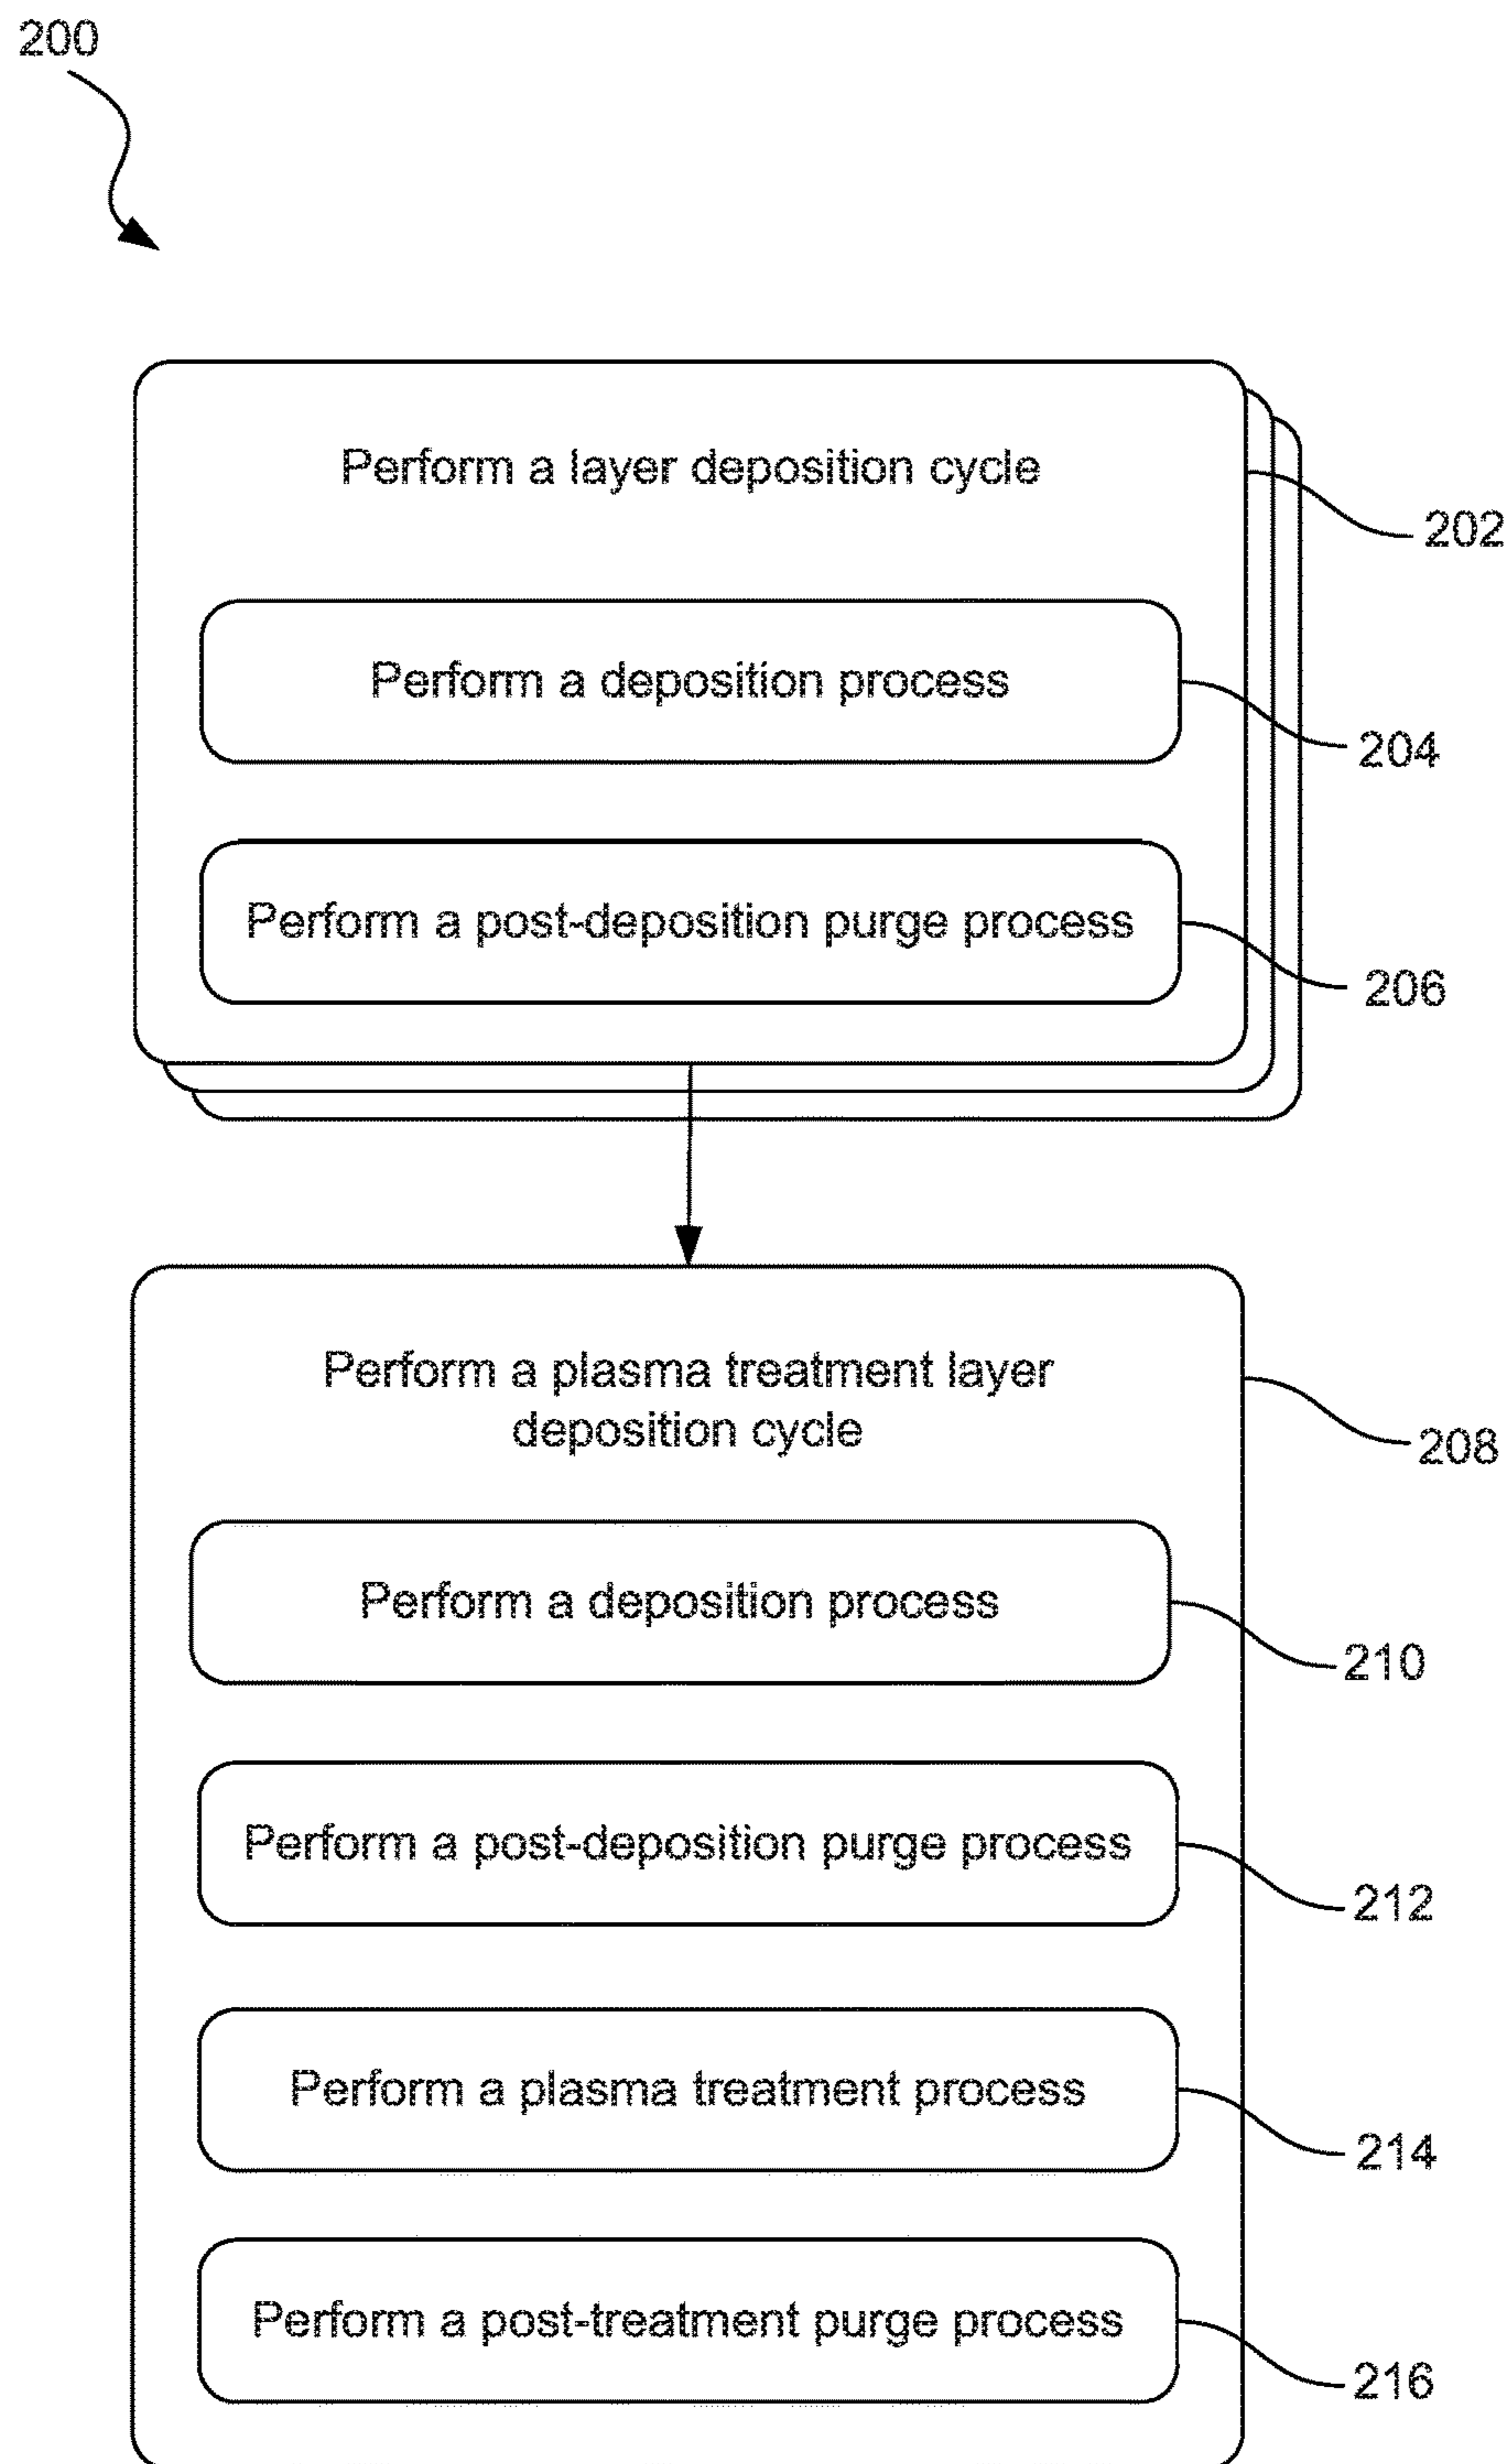 200
Perform a layer deposition cycle
202
Perform a deposition process
204
Perform a post-deposition purge process
206
Perform a plasma treatment layer
deposition cycle
208
Perform a deposition process
210
Perform a post-deposition purge process
212
Perform a plasma treatment process
214
Perform a post-treatment purge process
216